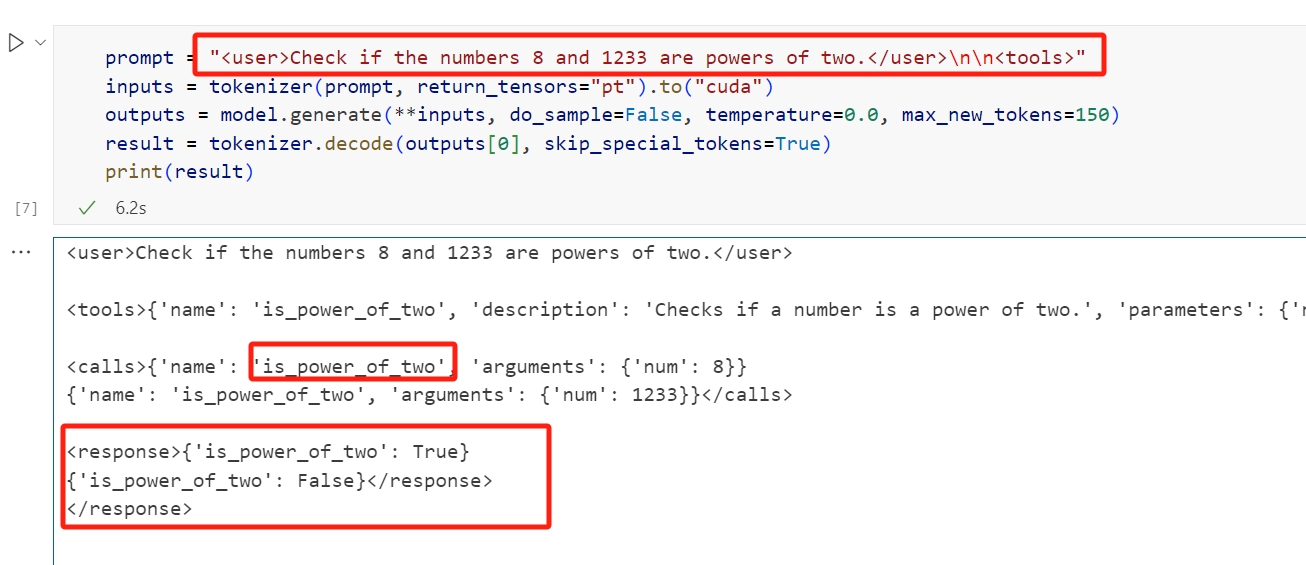 prompt = "<user>Check if the numbers 8 and 1233 are powers of two.</user>\n\n<tools>"
inputs = tokenizer(prompt, return_tensors="pt").to("cuda")
outputs = model.generate(**inputs, do_sample=False, temperature=0.0, max_new_tokens=150)
result = tokenizer.decode(outputs[0], skip_special_tokens=True)
print(result)
[7] ✓ 6.2s
... <user>Check if the numbers 8 and 1233 are powers of two.</user>
<tools>{'name': 'is_power_of_two', 'description': 'Checks if a number is a power of two.', 'parameters': {'
<calls>{'name': 'is_power_of_two', 'arguments': {'num': 8}}
{'name': 'is_power_of_two', 'arguments': {'num': 1233}}</calls>
<response>{'is_power_of_two': True}
{'is_power_of_two': False}</response>
</response>